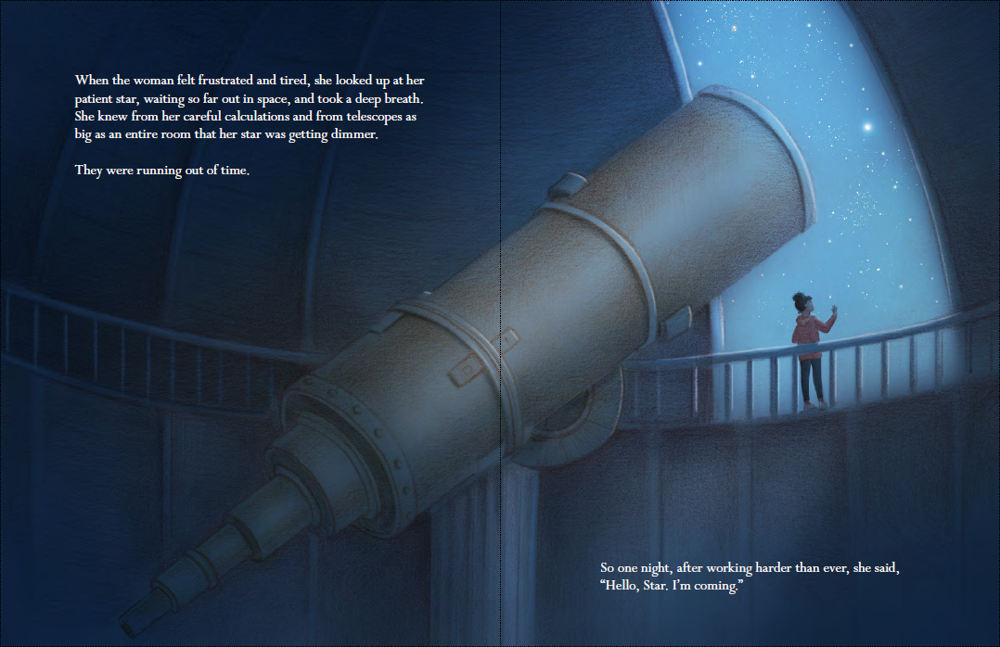 When the woman felt frustrated and tired, she looked up at her
patient star, waiting so far out in space, and took a deep breath.
She knew from her careful calculations and from telescopes as
big as an entire room that her star was getting dimmer.
They were running out of time.
So one night, after working harder than ever, she said,
“Hello, Star. I’m coming.”